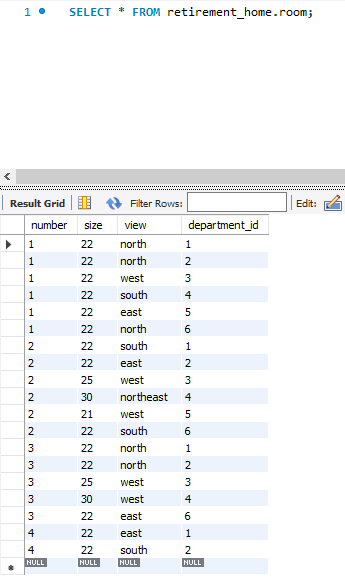 1 SELECT * FROM retirement_home.room;
Result Grid Filter Rows: Edit:
number size view department_id
1 22 north 1
1 22 north 2
1 22 west 3
1 22 south 4
1 22 east 5
1 22 north 6
2 22 south 1
2 22 east 2
2 25 west 3
2 30 northeast 4
2 21 west 5
2 22 south 6
3 22 north 1
3 22 north 2
3 25 west 3
3 30 west 4
3 22 east 6
4 22 east 1
4 22 south 2
NULL NULL NULL NULL